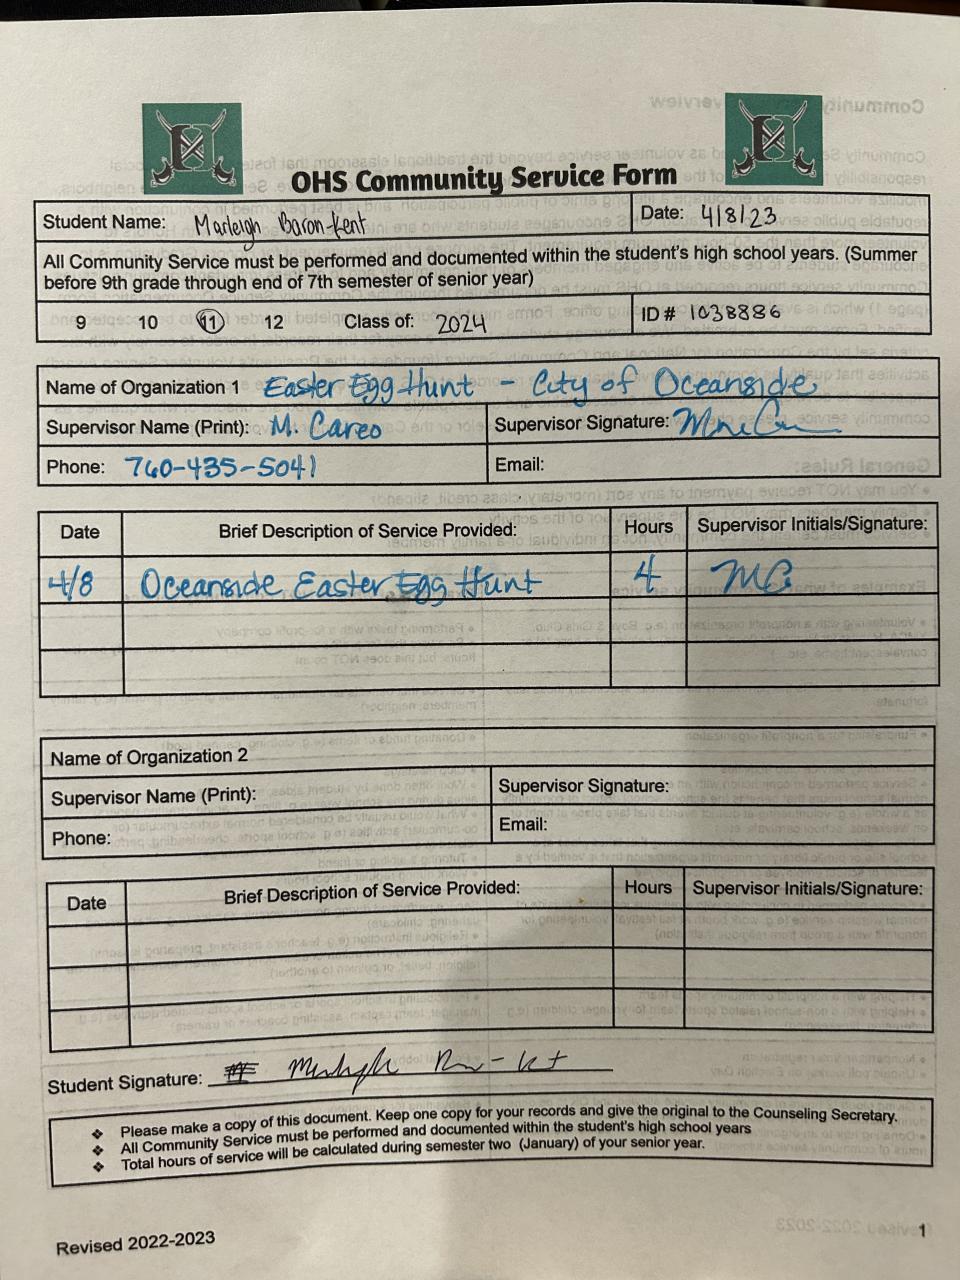 OHS Community Service Form
Student Name: Marleigh Baron-Kent Date: 4/8/23
All Community Service must be performed and documented within the student's high school years. (Summer
before 9th grade through end of 7th semester of senior year)
9 10 11 12 Class of: 2024 ID # 1038886
Name of Organization 1 Easter Egg Hunt - City of Oceanside
Supervisor Name (Print): M. Careo Supervisor Signature:
Phone: 760-435-5041 Email:
Date Brief Description of Service Provided: Hours Supervisor Initials/Signature:
4/8 Oceanside Easter Egg Hunt 4 MC
Name of Organization 2
Supervisor Name (Print): Supervisor Signature:
Phone: Email:
Date Brief Description of Service Provided: Hours Supervisor Initials/Signature:
Student Signature:
❖ Please make a copy of this document. Keep one copy for your records and give the original to the Counseling Secretary.
❖ All Community Service must be performed and documented within the student's high school years
❖ Total hours of service will be calculated during semester two (January) of your senior year.
Revised 2022-2023 1